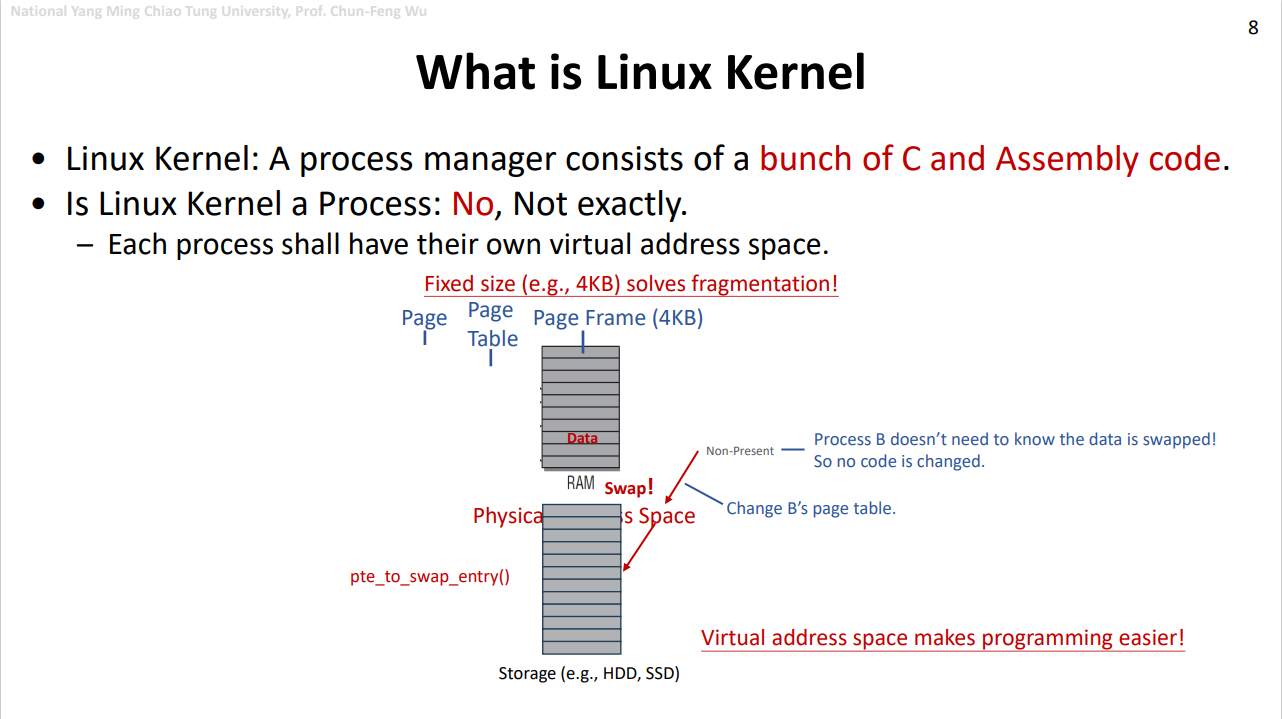 National Yang Ming Chiao Tung University, Prof. Chun-Feng Wu
8
What is Linux Kernel
• Linux Kernel: A process manager consists of a bunch of C and Assembly code.
• Is Linux Kernel a Process: No, Not exactly.
– Each process shall have their own virtual address space.
Fixed size (e.g., 4KB) solves fragmentation!
Page
Page
Table
Page Frame (4KB)
Data
RAM
Swap!
Non-Present
Process B doesn't need to know the data is swapped!
So no code is changed.
Change B's page table.
Physica s Space
pte_to_swap_entry()
Virtual address space makes programming easier!
Storage (e.g., HDD, SSD)